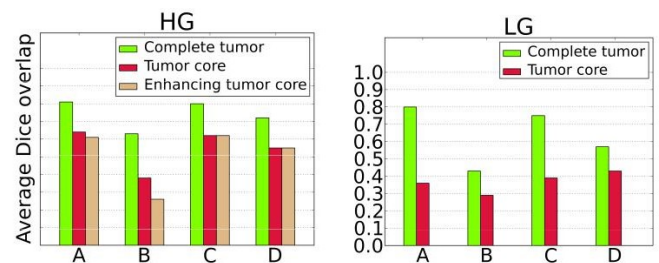 HG
Average Dice overlap
Complete tumor
Tumor core
Enhancing tumor core
A B C D
LG
Complete tumor
Tumor core
1.0
0.9
0.8
0.7
0.6
0.5
0.4
0.3
0.2
0.1
0.0
A B C D